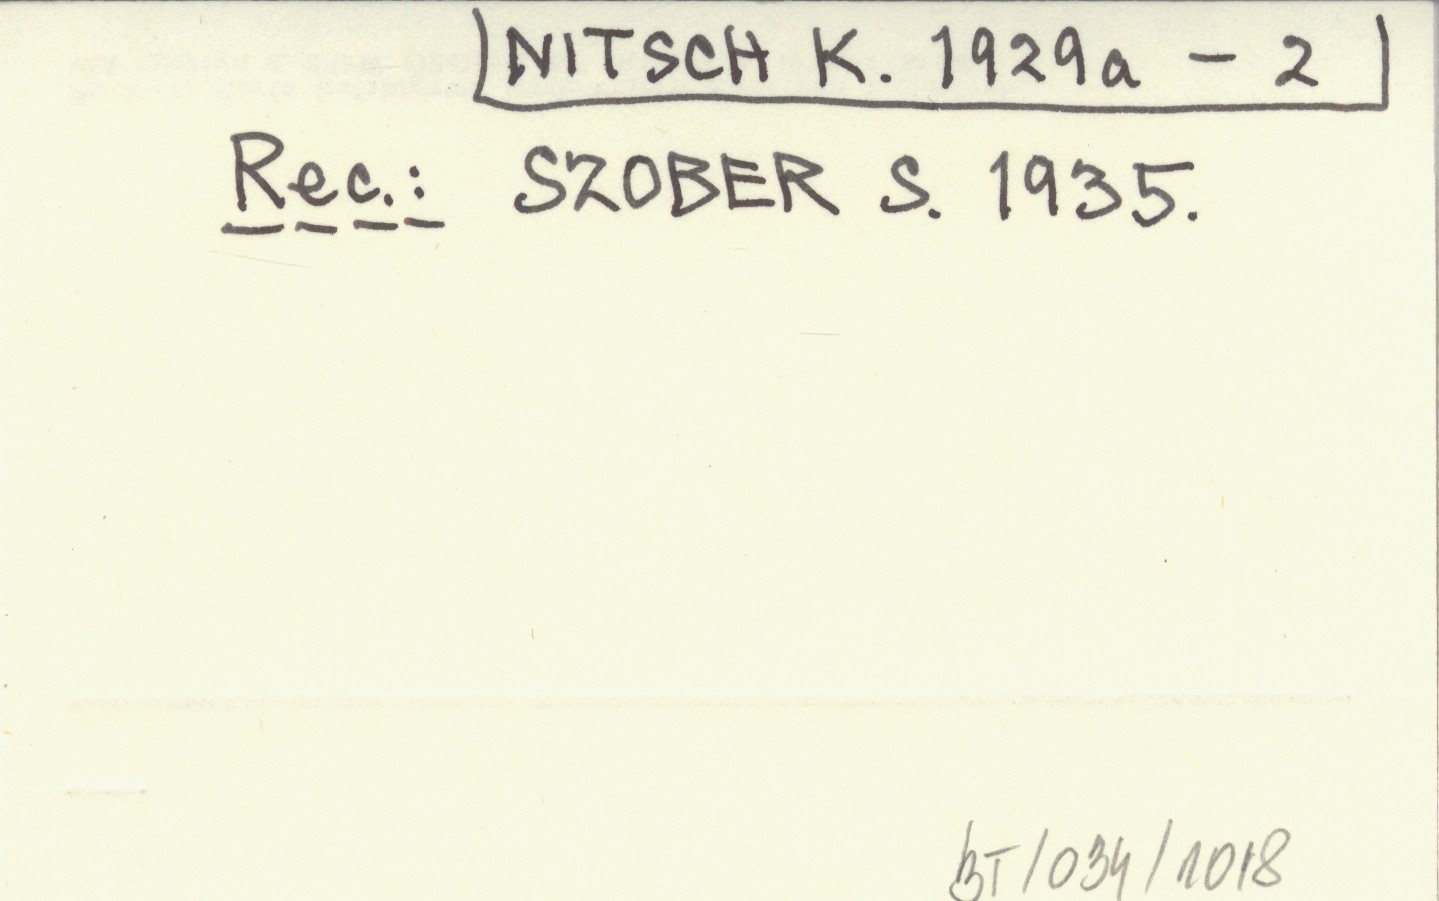 NITSCH K. 1929a - 2
Rec.: SZOBER S. 1935.
BT/034/1018